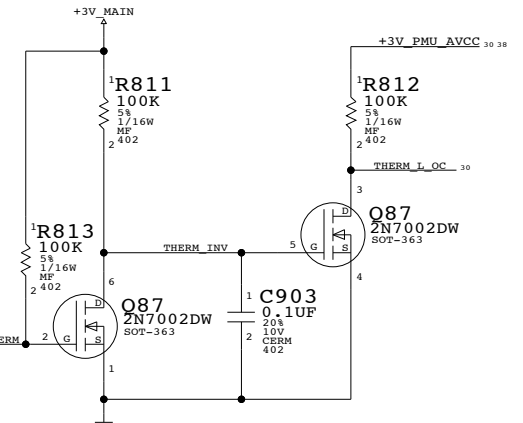 +3V_MAIN
+3V_PMU_AVCC 30 38
1
R811
100K
5%
1/16W
MF
402
2
1
R812
100K
5%
1/16W
MF
402
2
THERM_L_OC 30
3
1
R813
100K
5%
1/16W
MF
402
2
THERM_INV
5
D
G
S
Q87
2N7002DW
SOT-363
4
6
D
G
S
Q87
2N7002DW
SOT-363
2
1
1
C903
0.1UF
20%
10V
CERM
402
2